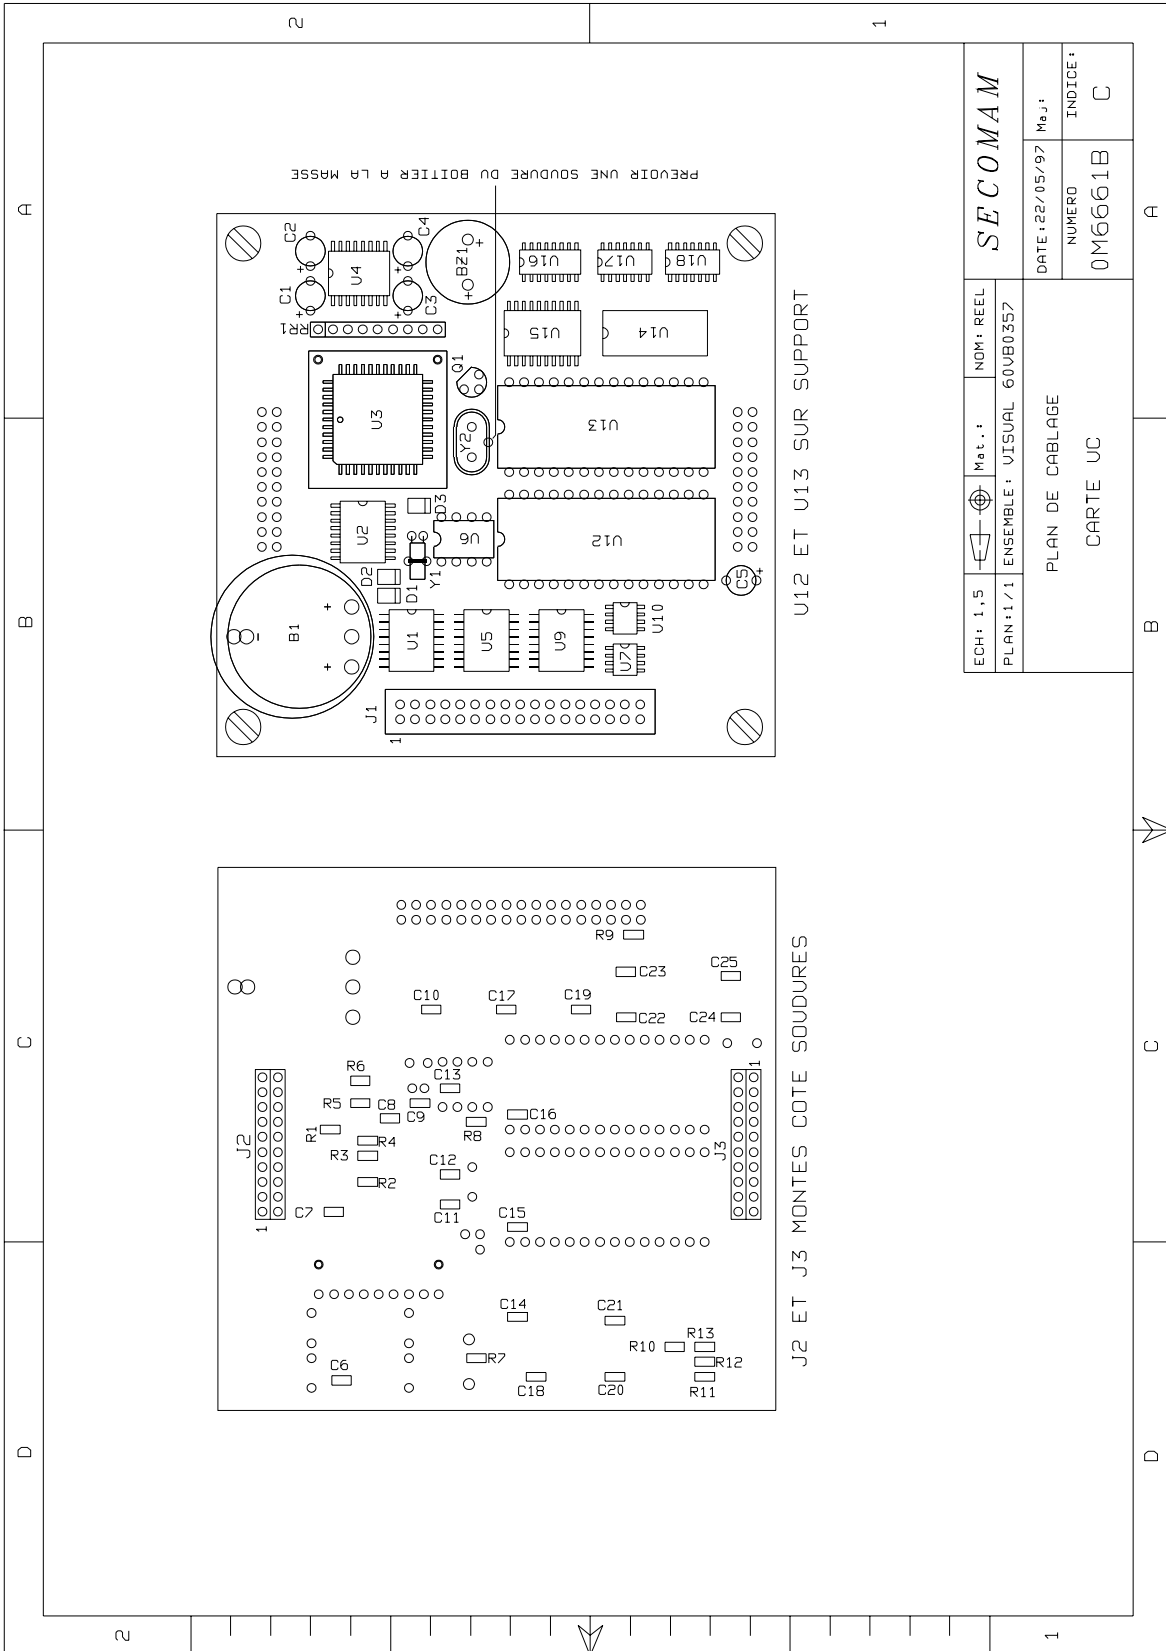 2
1
A
B
C
D
PREVOIR UNE SOUDURE DU BOITIER A LA MASSE
C2
C4
U4
C1
C3
RR1
BZ1
U16
U17
U18
U15
U14
Q1
U3
Y2
U13
U2
D3
U6
U12
D2
D1
Y1
C5
B1
U1
U5
U9
U10
U7
J1
1
U12 ET U13 SUR SUPPORT
R9
C23
C25
C10
C17
C19
C22
C24
R6
C13
R5
C8
C9
R1
R4
R3
R8
C16
J2
J3
1
C12
R2
C7
C11
C15
1
C14
C21
R13
R10
R12
R7
C6
C18
C20
R11
J2 ET J3 MONTES COTE SOUDURES
ECH: 1,5
Mat.:
NOM: REEL
PLAN:1/1
ENSEMBLE: VISUAL 60VB0357
PLAN DE CABLAGE
CARTE UC
SECOMAM
DATE:22/05/97
Maj:
NUMERO
INDICE:
0M6661B
C
A
B
C
D
2
1